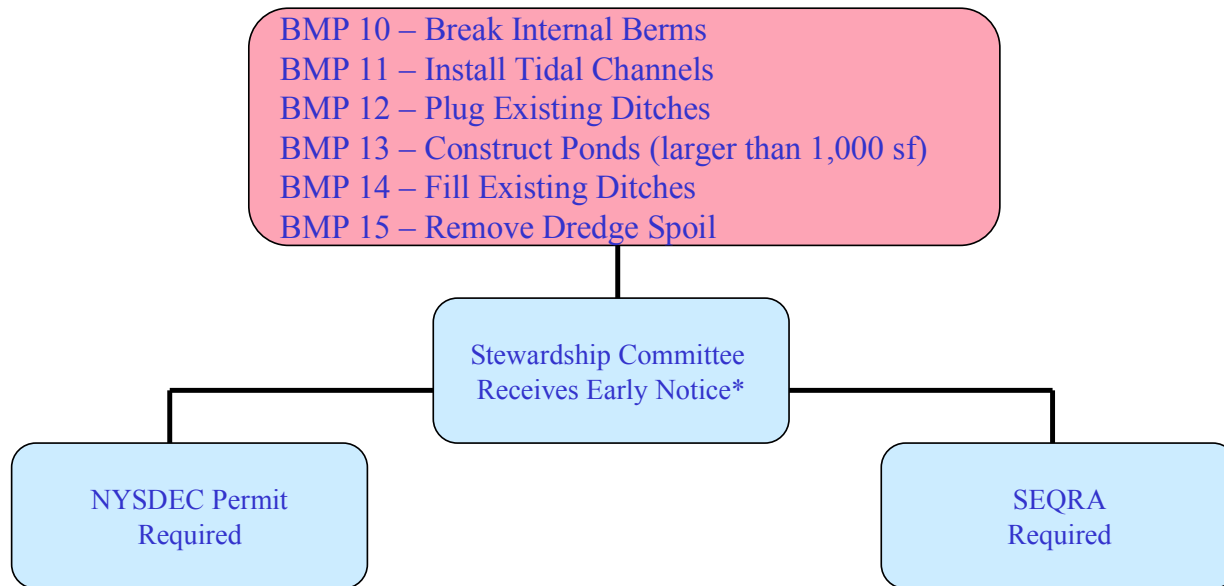 BMP 10 – Break Internal Berms
BMP 11 – Install Tidal Channels
BMP 12 – Plug Existing Ditches
BMP 13 – Construct Ponds (larger than 1,000 sf)
BMP 14 – Fill Existing Ditches
BMP 15 – Remove Dredge Spoil
Stewardship Committee
Receives Early Notice*
NYSDEC Permit
Required
SEQRA
Required